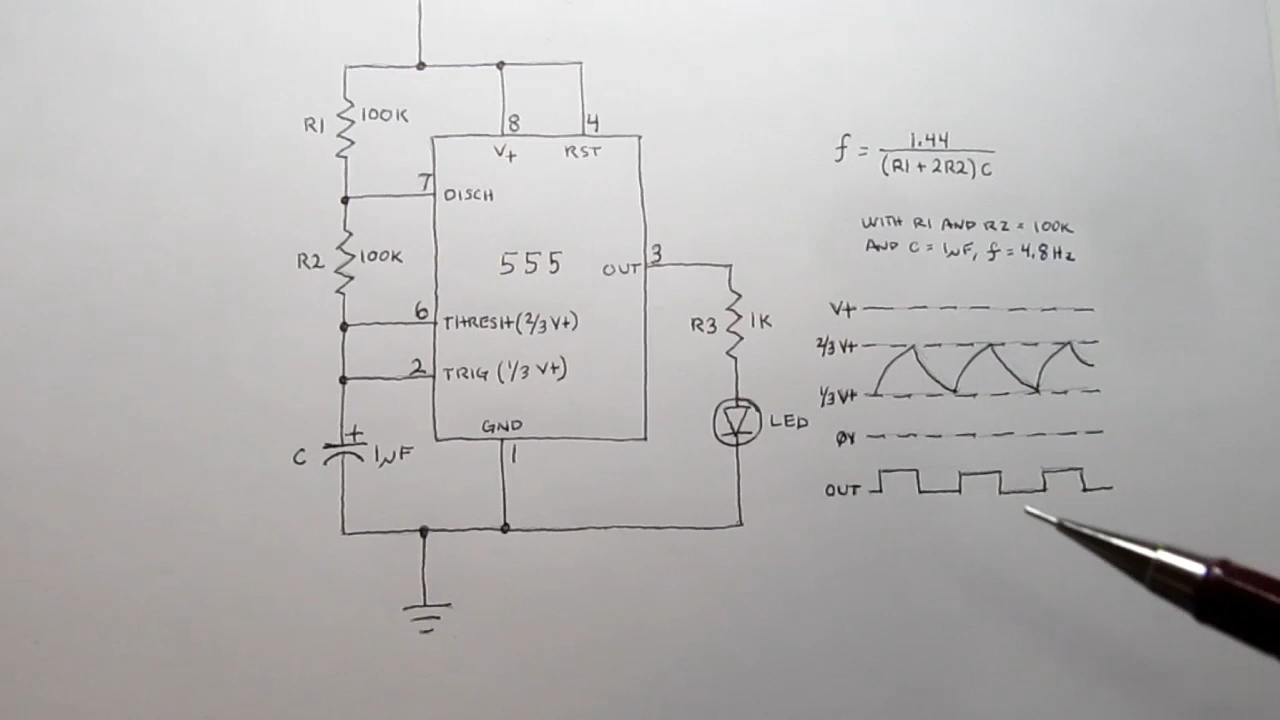 R1 100K
8 4
V+ RST
7 DISCH
R2 100K
555
OUT 3
6 THRESH (2/3 V+)
R3 1K
2 TRIG (1/3 V+)
LED
GND
+
C 1µF
1
f = 1.44
(R1 + 2R2) C
WITH R1 AND R2 = 100K
AND C = 1µF, f = 4.8 Hz
V+
2/3 V+
1/3 V+
ØV
OUT